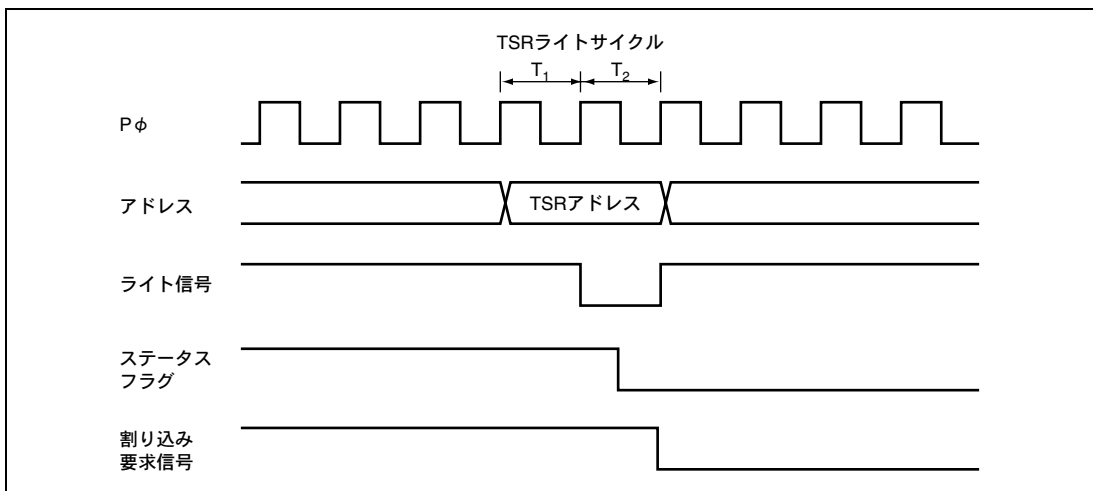 TSRライトサイクル
T1 T2
Pφ
アドレス
TSRアドレス
ライト信号
ステータス
フラグ
割り込み
要求信号